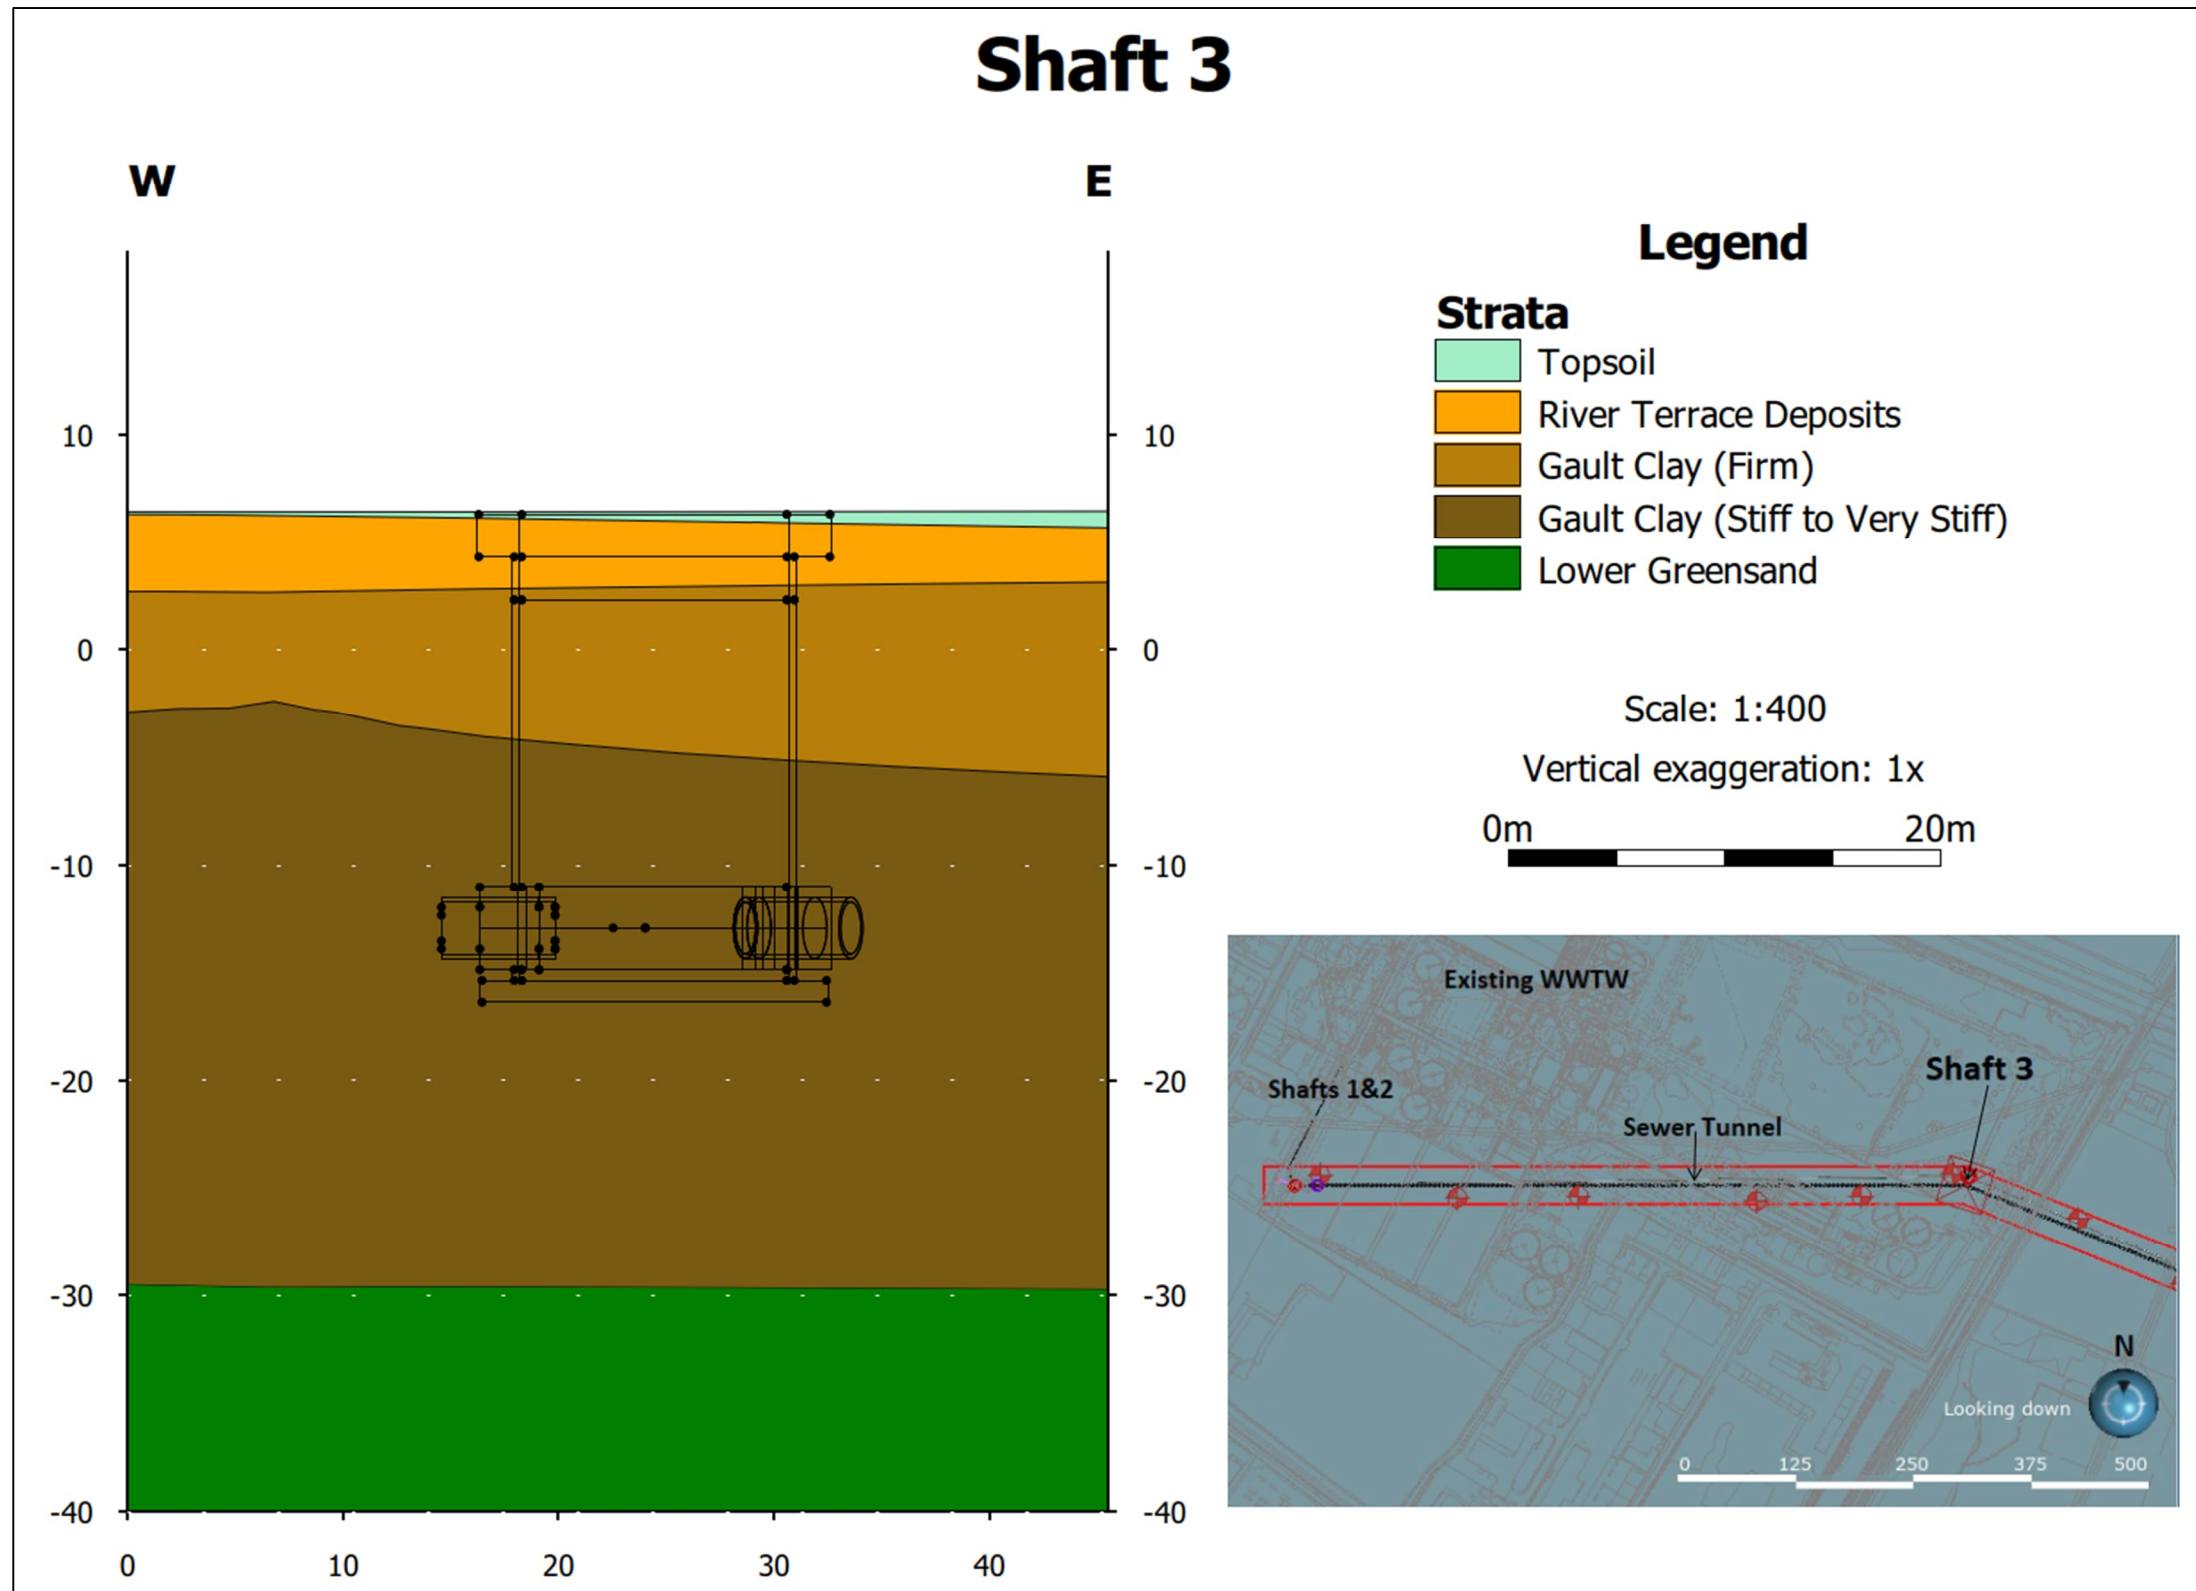 Shaft 3
W
E
10
0
-10
-20
-30
-40
10
0
-10
-20
-30
-40
0
10
20
30
40
Legend
Strata
Topsoil
River Terrace Deposits
Gault Clay (Firm)
Gault Clay (Stiff to Very Stiff)
Lower Greensand
Scale: 1:400
Vertical exaggeration: 1x
0m
20m
Existing WWTW
Shaft 3
Shafts 1&2
Sewer Tunnel
N
Looking down
0
125
250
375
500